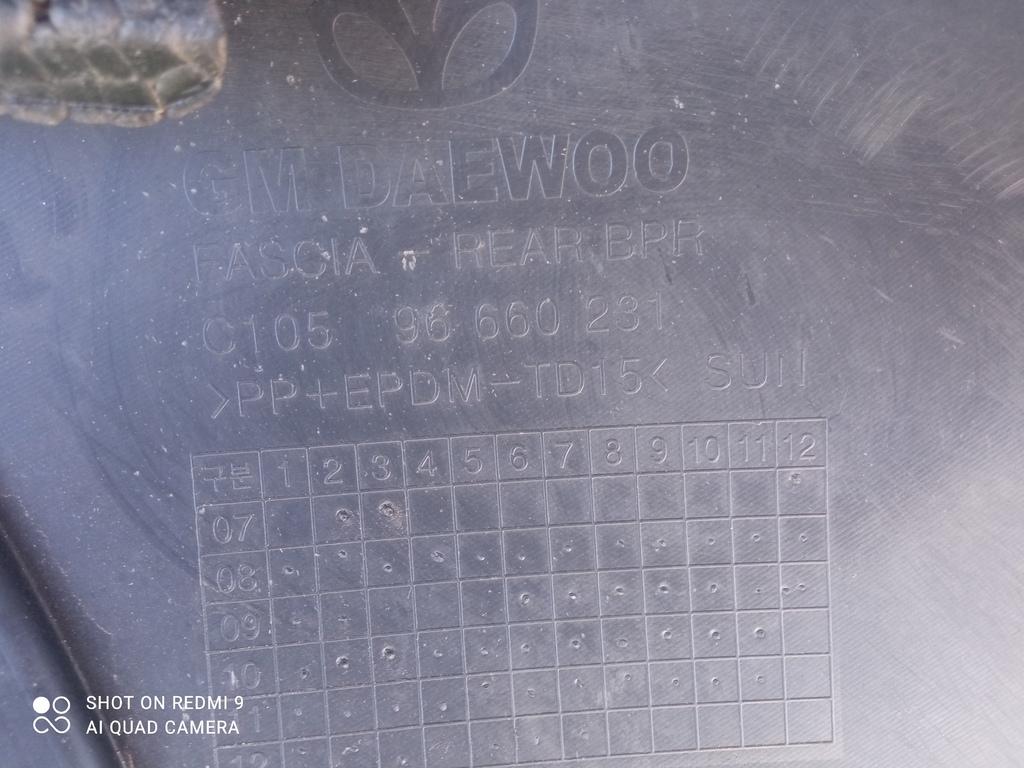 GM DAEWOO
FASCIA - REAR BPR
C105 96 660 231
>PP+EPDM-TD15< SUN
구분 1 2 3 4 5 6 7 8 9 10 11 12
07
08
09
10
12
SHOT ON REDMI 9
AI QUAD CAMERA